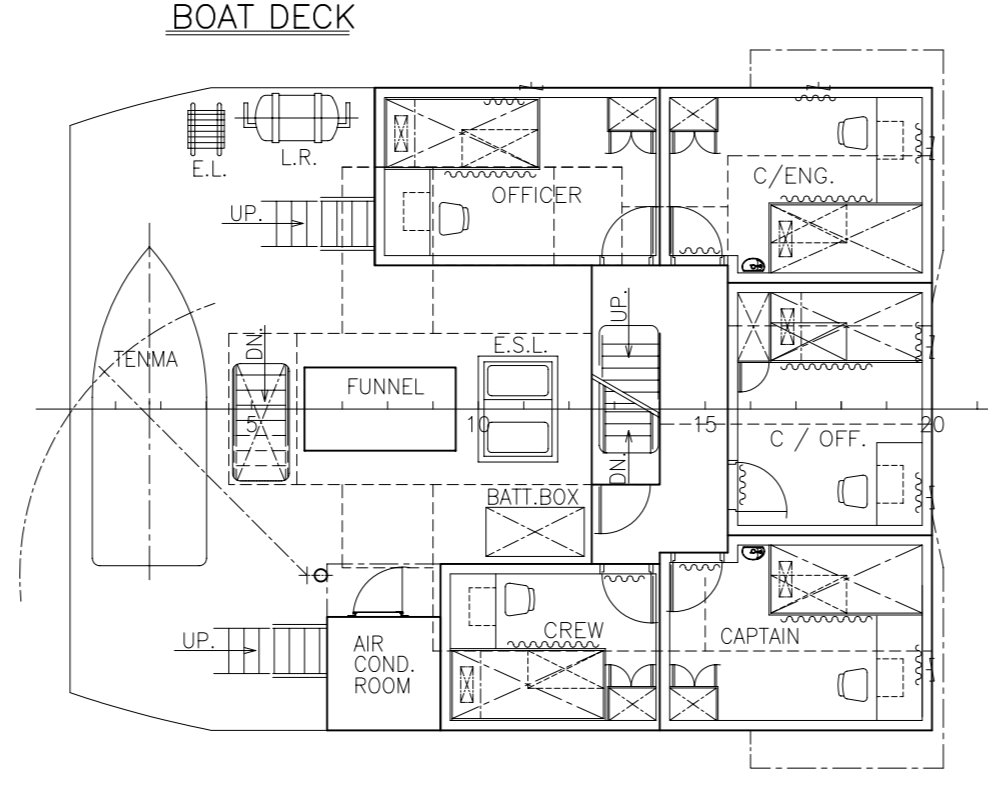 BOAT DECK
E.L.
L.R.
OFFICER
C/ENG.
UP.
UP.
DN.
TENMA
FUNNEL
E.S.L.
5
10
15
20
C / OFF.
DN.
BATT.BOX
UP.
AIR
COND.
ROOM
CREW
CAPTAIN